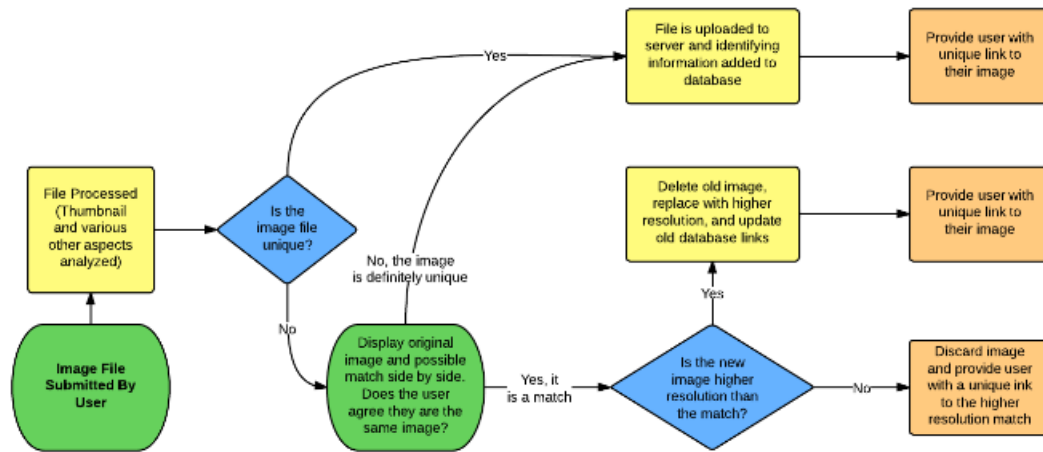 Yes
File is uploaded to
server and identifying
information added to
database
Provide user with
unique link to
their image
File Processed
(Thumbnail
and various
other aspects
analyzed)
Is the
image file
unique?
No, the image
is definitely unique
Delete old image,
replace with higher
resolution, and update
old database links
Provide user with
unique link to
their image
No
Yes
Image File
Submitted By
User
Display original
image and possible
match side by side.
Does the user
agree they are the
same image?
Yes, it
is a match
Is the new
image higher
resolution than
the match?
No
Discard image
and provide user
with a unique ink
to the higher
resolution match